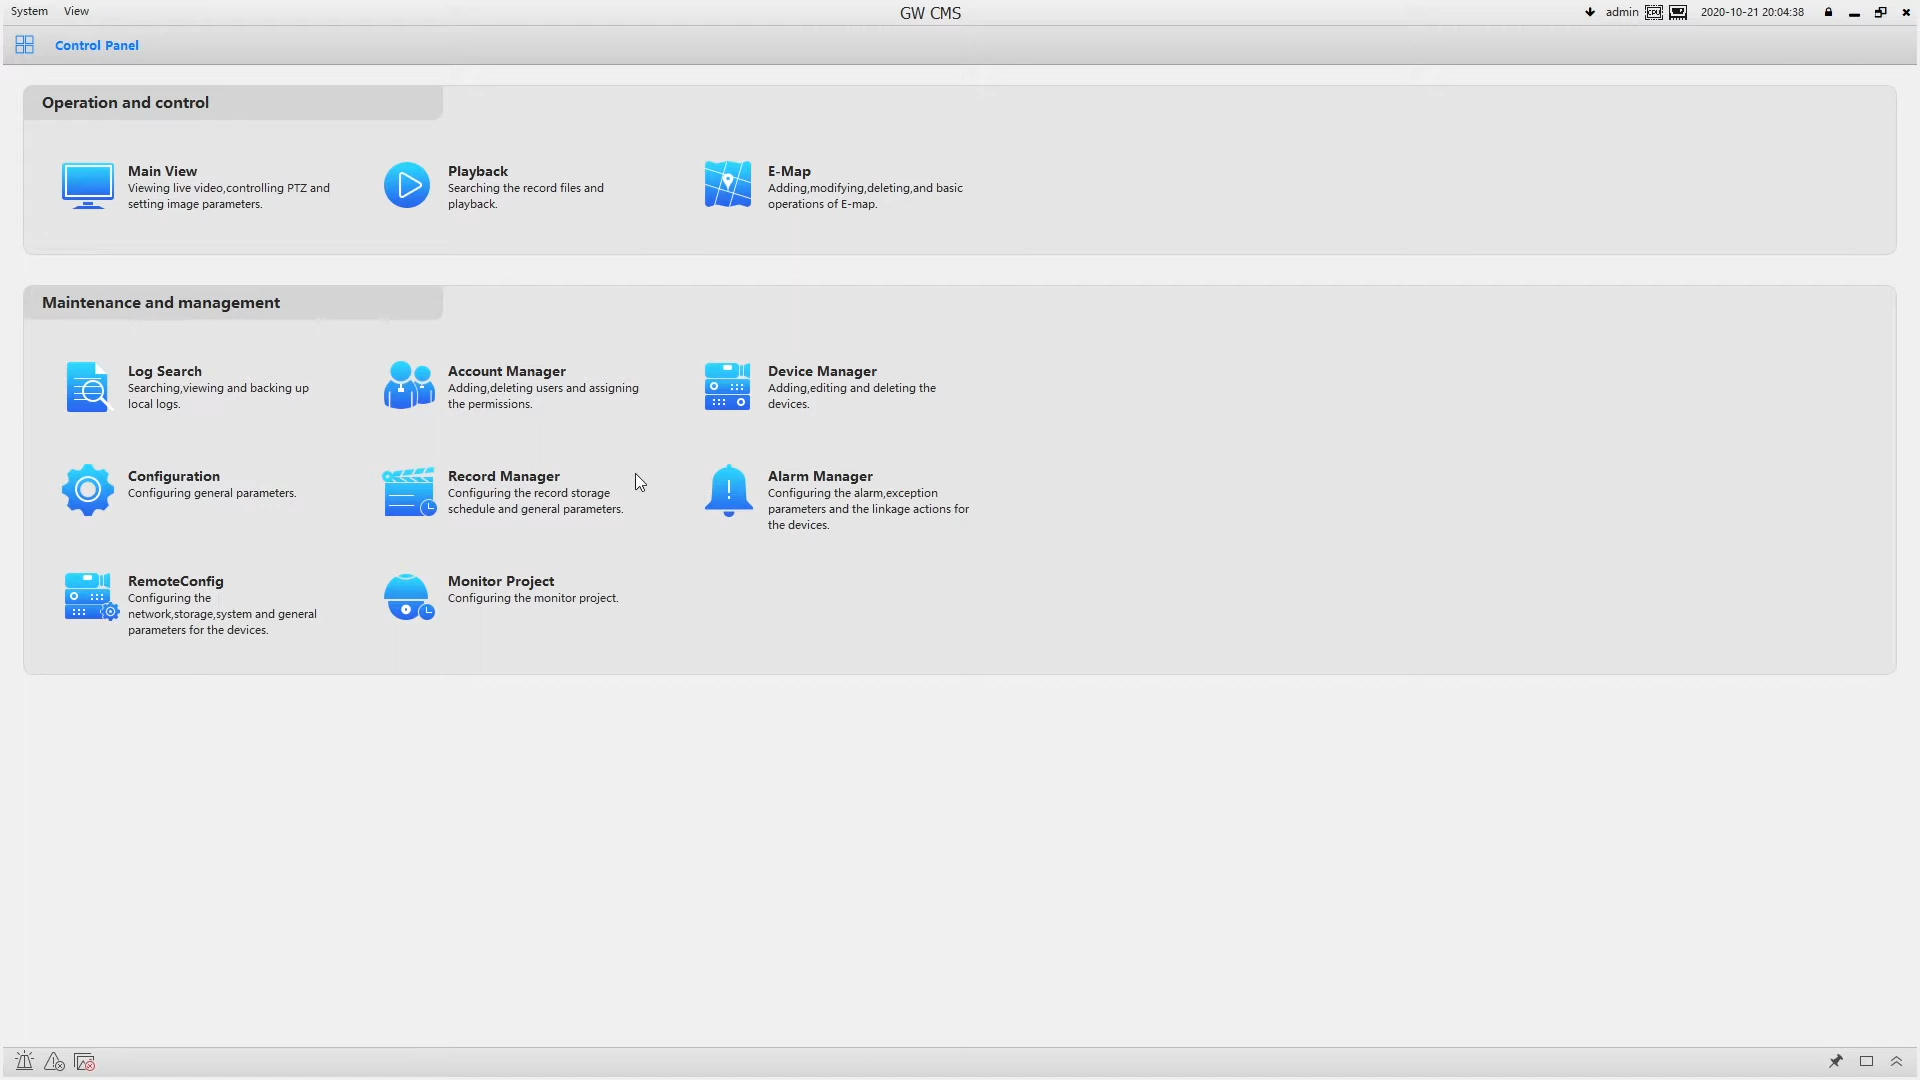 System View GW CMS admin CPU 2020-10-21 20:04:38
Control Panel
Operation and control
Main View
Viewing live video,controlling PTZ and
setting image parameters.
Playback
Searching the record files and
playback.
E-Map
Adding,modifying,deleting,and basic
operations of E-map.
Maintenance and management
Log Search
Searching,viewing and backing up
local logs.
Account Manager
Adding,deleting users and assigning
the permissions.
Device Manager
Adding,editing and deleting the
devices.
Configuration
Configuring general parameters.
Record Manager
Configuring the record storage
schedule and general parameters.
Alarm Manager
Configuring the alarm,exception
parameters and the linkage actions for
the devices.
RemoteConfig
Configuring the
network,storage,system and general
parameters for the devices.
Monitor Project
Configuring the monitor project.